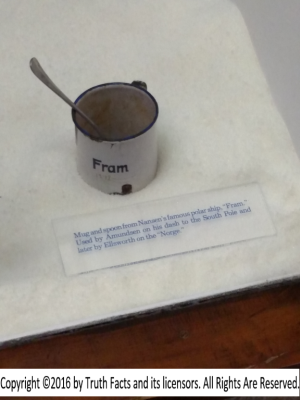 Fram
Mug and spoon from Nansen's famous polar ship, "Fram."
Used by Amundsen on his dash to the South Pole and
later by Ellsworth on the "Norge."
Copyright ©2016 by Truth Facts and its licensors. All Rights Are Reserved.